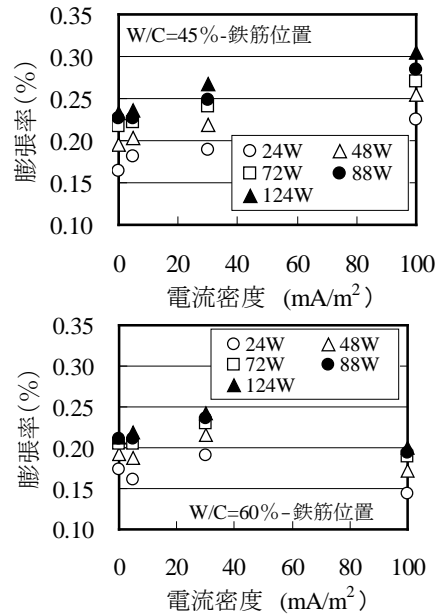 0.35
W/C=45%-鉄筋位置
0.30
0.25
0.20
0.15
0.10
膨張率(%)
○ 24W △ 48W
□ 72W ● 88W
▲ 124W
0 20 40 60 80 100
電流密度 (mA/m²)
0.35
0.30
0.25
0.20
0.15
0.10
膨張率(%)
○ 24W △ 48W
□ 72W ● 88W
▲ 124W
W/C=60%-鉄筋位置
0 20 40 60 80 100
電流密度 (mA/m²)